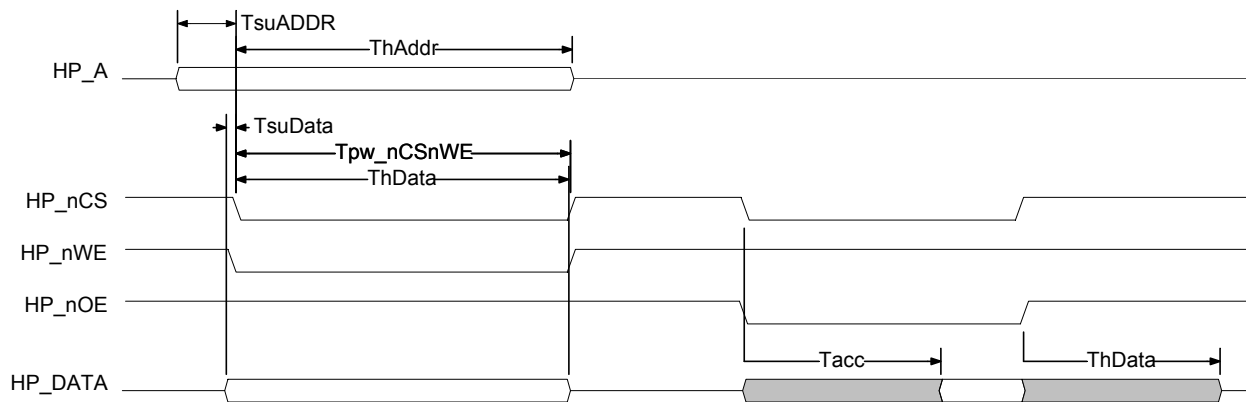 TsuADDR
ThAddr
HP_A
TsuData
Tpw_nCSnWE
ThData
HP_nCS
HP_nWE
HP_nOE
Tacc
ThData
HP_DATA